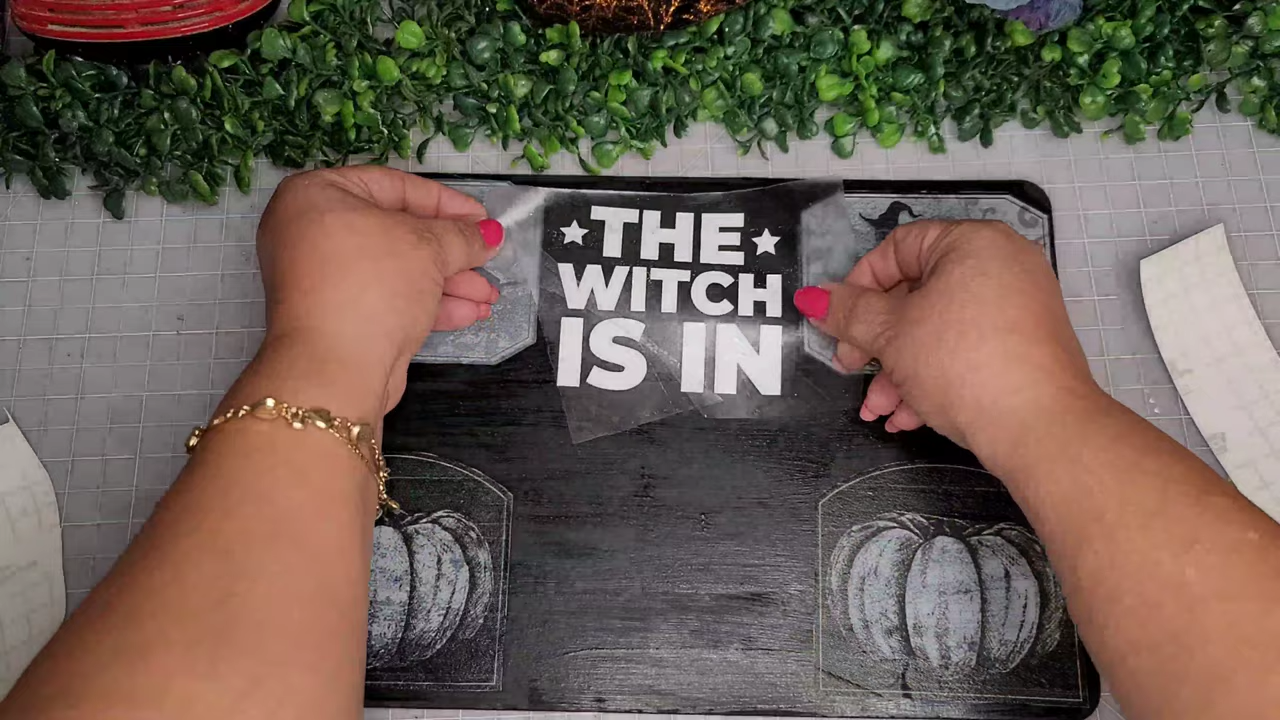 ★ THE ★
WITCH
IS IN